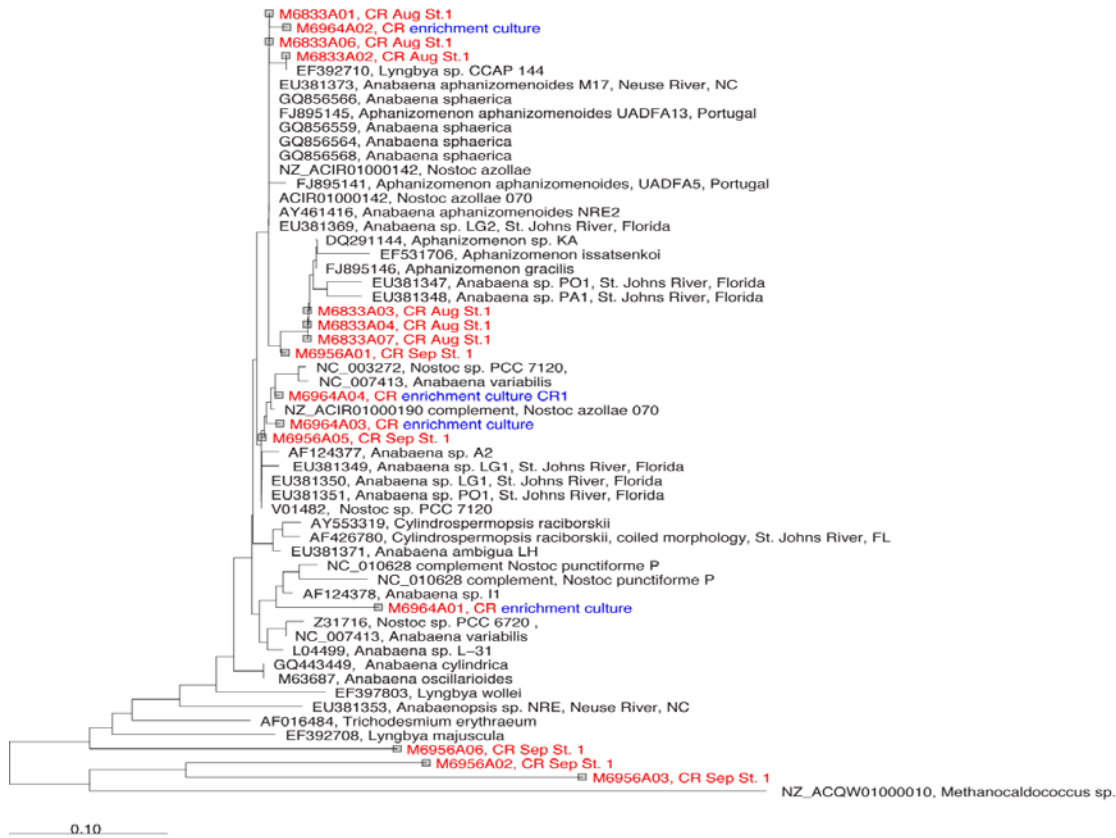 M6833A01, CR Aug St.1
M6964A02, CR enrichment culture
M6833A06, CR Aug St.1
M6833A02, CR Aug St.1
EF392710, Lyngbya sp. CCAP 144
EU381373, Anabaena aphanizomenoides M17, Neuse River, NC
GQ856566, Anabaena sphaerica
FJ895145, Aphanizomenon aphanizomenoides UADFA13, Portugal
GQ856559, Anabaena sphaerica
GQ856564, Anabaena sphaerica
GQ856568, Anabaena sphaerica
NZ_ACIR01000142, Nostoc azollae
FJ895141, Aphanizomenon aphanizomenoides, UADFA5, Portugal
ACIR01000142, Nostoc azollae 070
AY461416, Anabaena aphanizomenoides NRE2
EU381369, Anabaena sp. LG2, St. Johns River, Florida
DQ291144, Aphanizomenon sp. KA
EF531706, Aphanizomenon issatsenkoi
FJ895146, Aphanizomenon gracilis
EU381347, Anabaena sp. PO1, St. Johns River, Florida
EU381348, Anabaena sp. PA1, St. Johns River, Florida
M6833A03, CR Aug St.1
M6833A04, CR Aug St.1
M6833A07, CR Aug St.1
M6956A01, CR Sep St. 1
NC_003272, Nostoc sp. PCC 7120,
NC_007413, Anabaena variabilis
M6964A04, CR enrichment culture CR1
NZ_ACIR01000190 complement, Nostoc azollae 070
M6964A03, CR enrichment culture
M6956A05, CR Sep St. 1
AF124377, Anabaena sp. A2
EU381349, Anabaena sp. LG1, St. Johns River, Florida
EU381350, Anabaena sp. LG1, St. Johns River, Florida
EU381351, Anabaena sp. PO1, St. Johns River, Florida
V01482, Nostoc sp. PCC 7120
AY553319, Cylindrospermopsis raciborskii
AF426780, Cylindrospermopsis raciborskii, coiled morphology, St. Johns River, FL
EU381371, Anabaena ambigua LH
NC_010628 complement Nostoc punctiforme P
NC_010628 complement, Nostoc punctiforme P
AF124378, Anabaena sp. I1
M6964A01, CR enrichment culture
Z31716, Nostoc sp. PCC 6720 ,
NC_007413, Anabaena variabilis
L04499, Anabaena sp. L-31
GQ443449, Anabaena cylindrica
M63687, Anabaena oscillarioides
EF397803, Lyngbya wollei
EU381353, Anabaenopsis sp. NRE, Neuse River, NC
AF016484, Trichodesmium erythraeum
EF392708, Lyngbya majuscula
M6956A06, CR Sep St. 1
M6956A02, CR Sep St. 1
M6956A03, CR Sep St. 1
NZ_ACQW01000010, Methanocaldococcus sp.
0.10